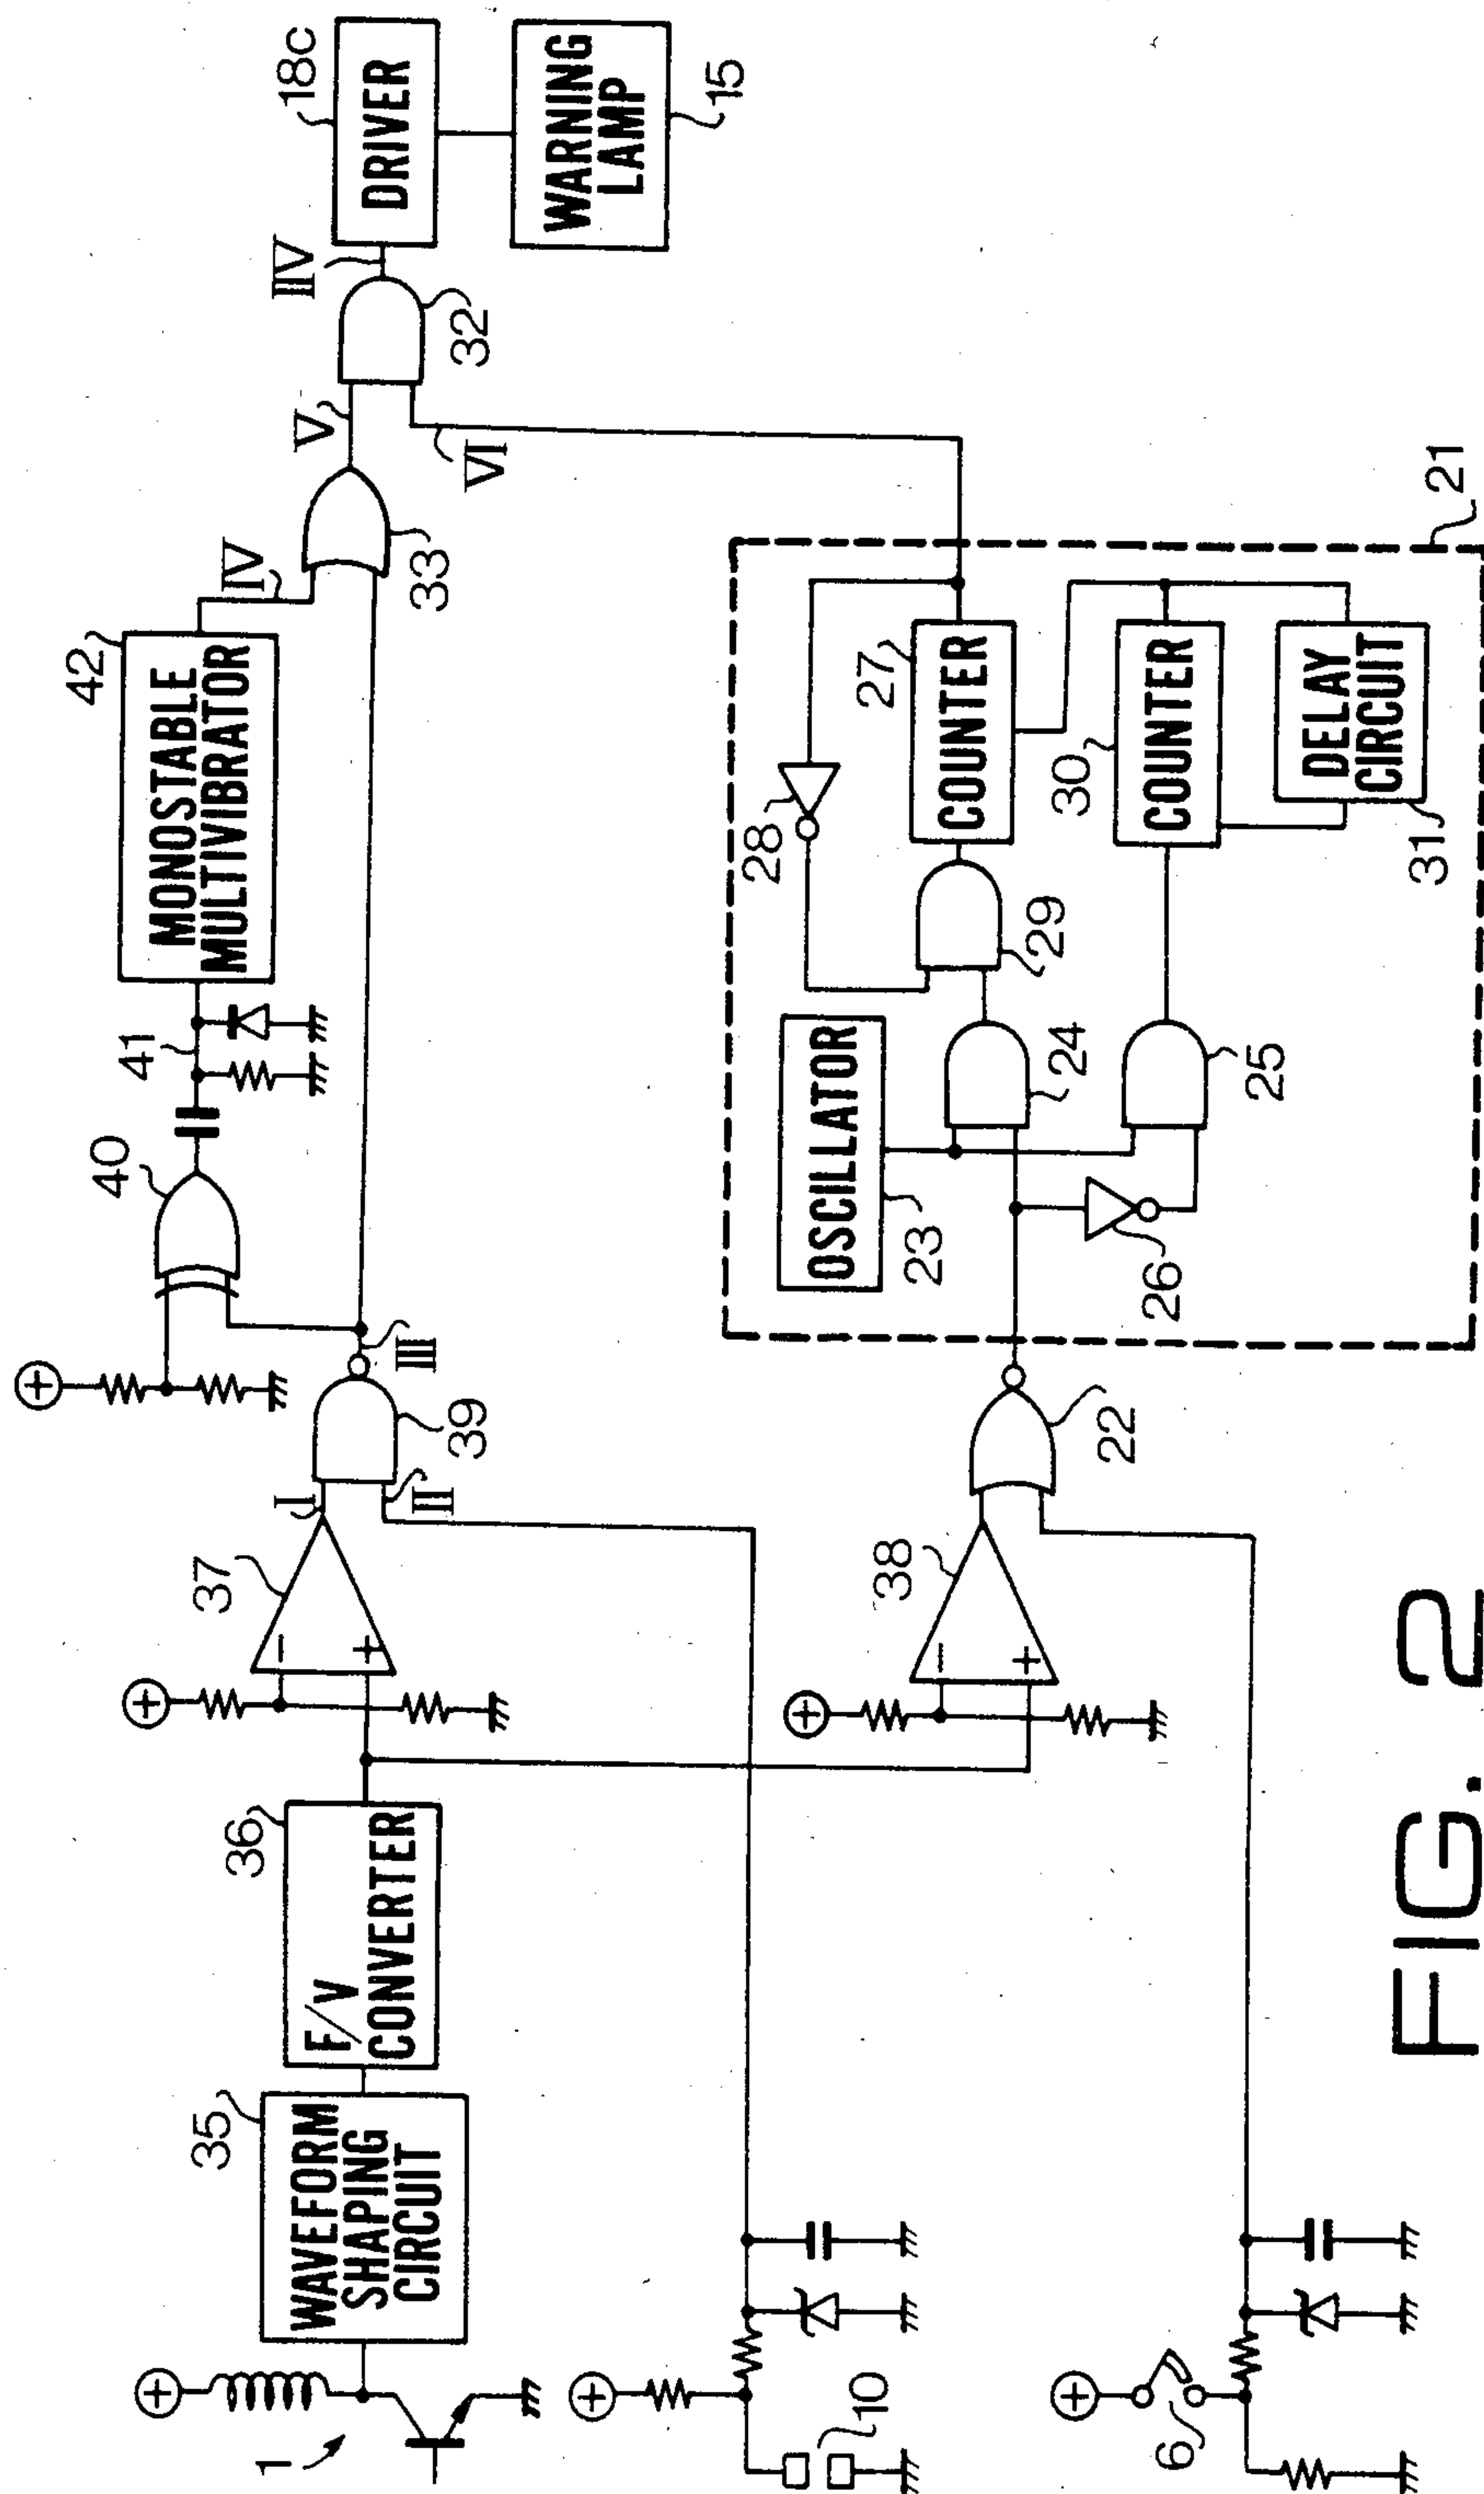 1
35
WAVEFORM
SHAPING
CIRCUIT
36
F/V
CONVERTER
37
−
+
I
II
39
III
40
41
42
MONOSTABLE
MULTIVIBRATOR
IV
33
V
VI
32
IIV
18c
DRIVER
WARNING
LAMP
15
10
38
−
+
22
6
21
OSCILLATOR
23
24
25
26
28
29
27
COUNTER
30
COUNTER
DELAY
CIRCUIT
31
FIG. 2